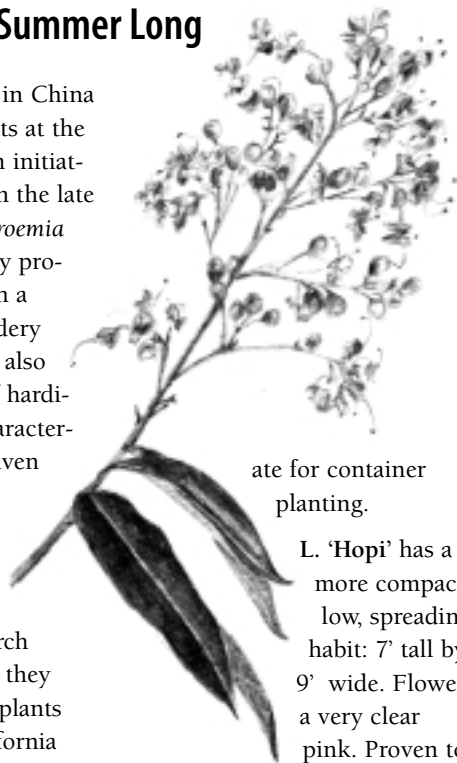 Summer Long
in China
ts at the
n initiat-
n the late
roemia
y pro-
n a
dery
also
hardi-
aracter-
ven
rch
they
plants
fornia
ate for container
planting.
L. ‘Hopi’ has a
more compac
low, spreadin
habit: 7’ tall by
9’ wide. Flowe
a very clear
pink. Proven to